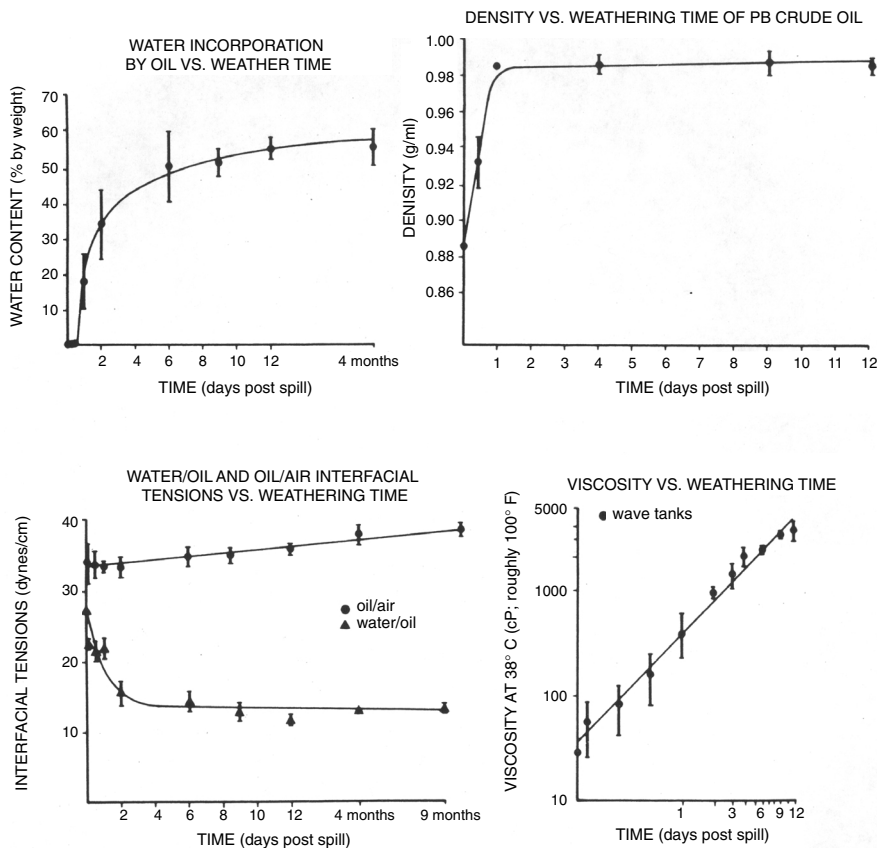 WATER INCORPORATION
BY OIL VS. WEATHER TIME
70
60
50
40
30
20
10
WATER CONTENT (% by weight)
2
4
6
8
10
12
4 months
TIME (days post spill)
DENSITY VS. WEATHERING TIME OF PB CRUDE OIL
1.00
0.98
0.96
0.94
0.92
0.90
0.88
0.86
DENISITY (g/ml)
1
2
3
4
5
6
7
8
9
10
11
12
TIME (days post spill)
WATER/OIL AND OIL/AIR INTERFACIAL
TENSIONS VS. WEATHERING TIME
40
30
20
10
INTERFACIAL TENSIONS (dynes/cm)
oil/air
water/oil
2
4
6
8
10
12
4 months
9 months
TIME (days post spill)
VISCOSITY VS. WEATHERING TIME
5000
1000
100
10
VISCOSITY AT 38° C (cP; roughly 100° F)
wave tanks
1
2
3
6
9
12
TIME (days post spill)